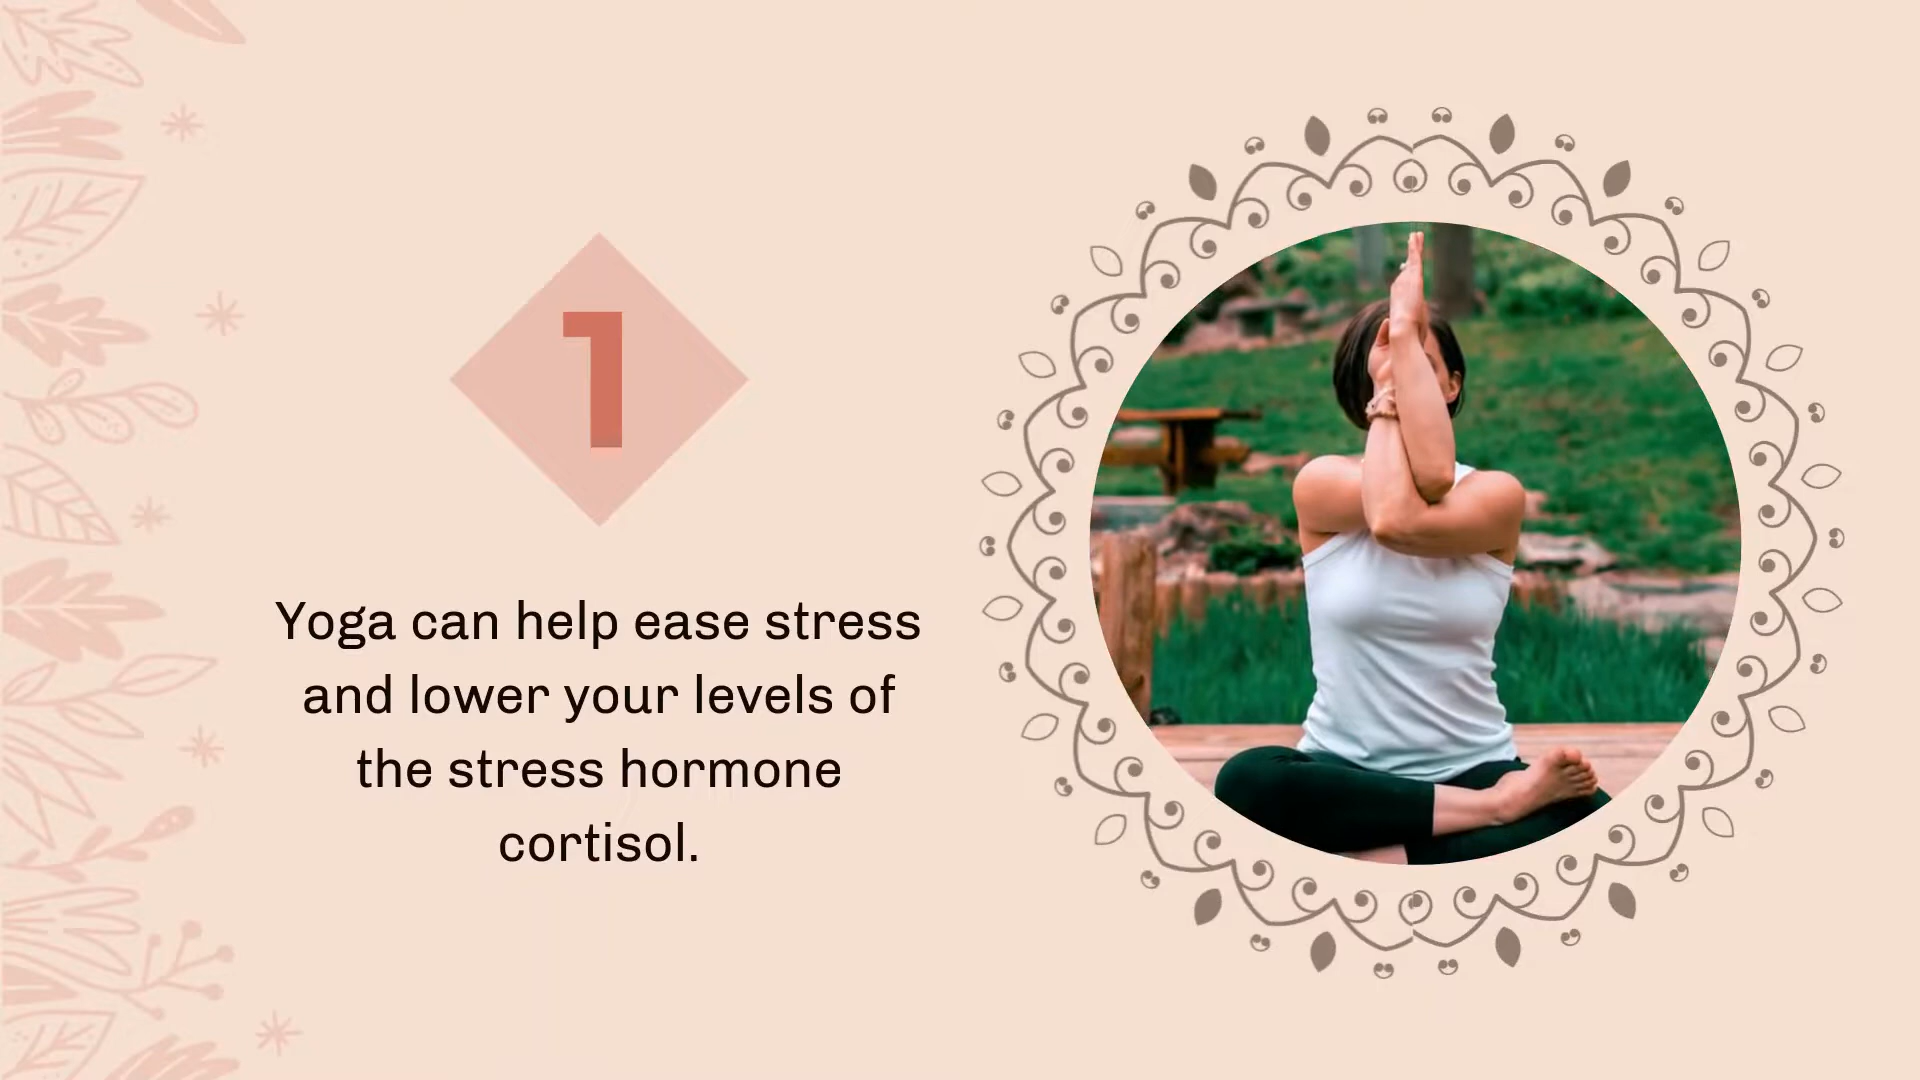 1
Yoga can help ease stress
and lower your levels of
the stress hormone
cortisol.